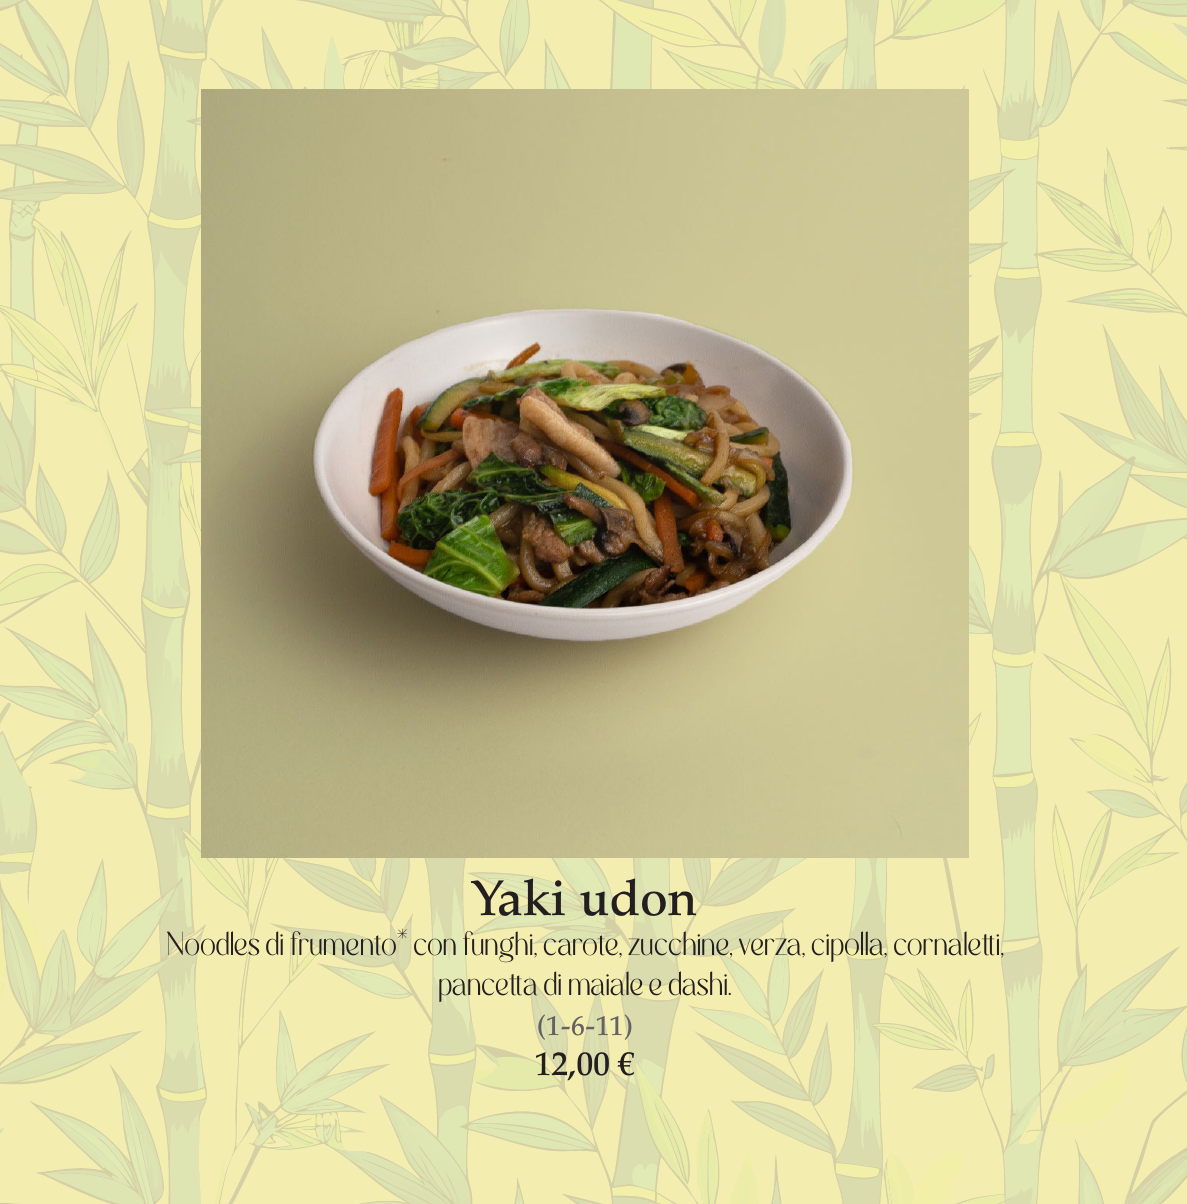 Yaki udon
Noodles di frumento* con funghi, carote, zucchine, verza, cipolla, cornaletti,
pancetta di maiale e dashi.
(1-6-11)
12,00 €